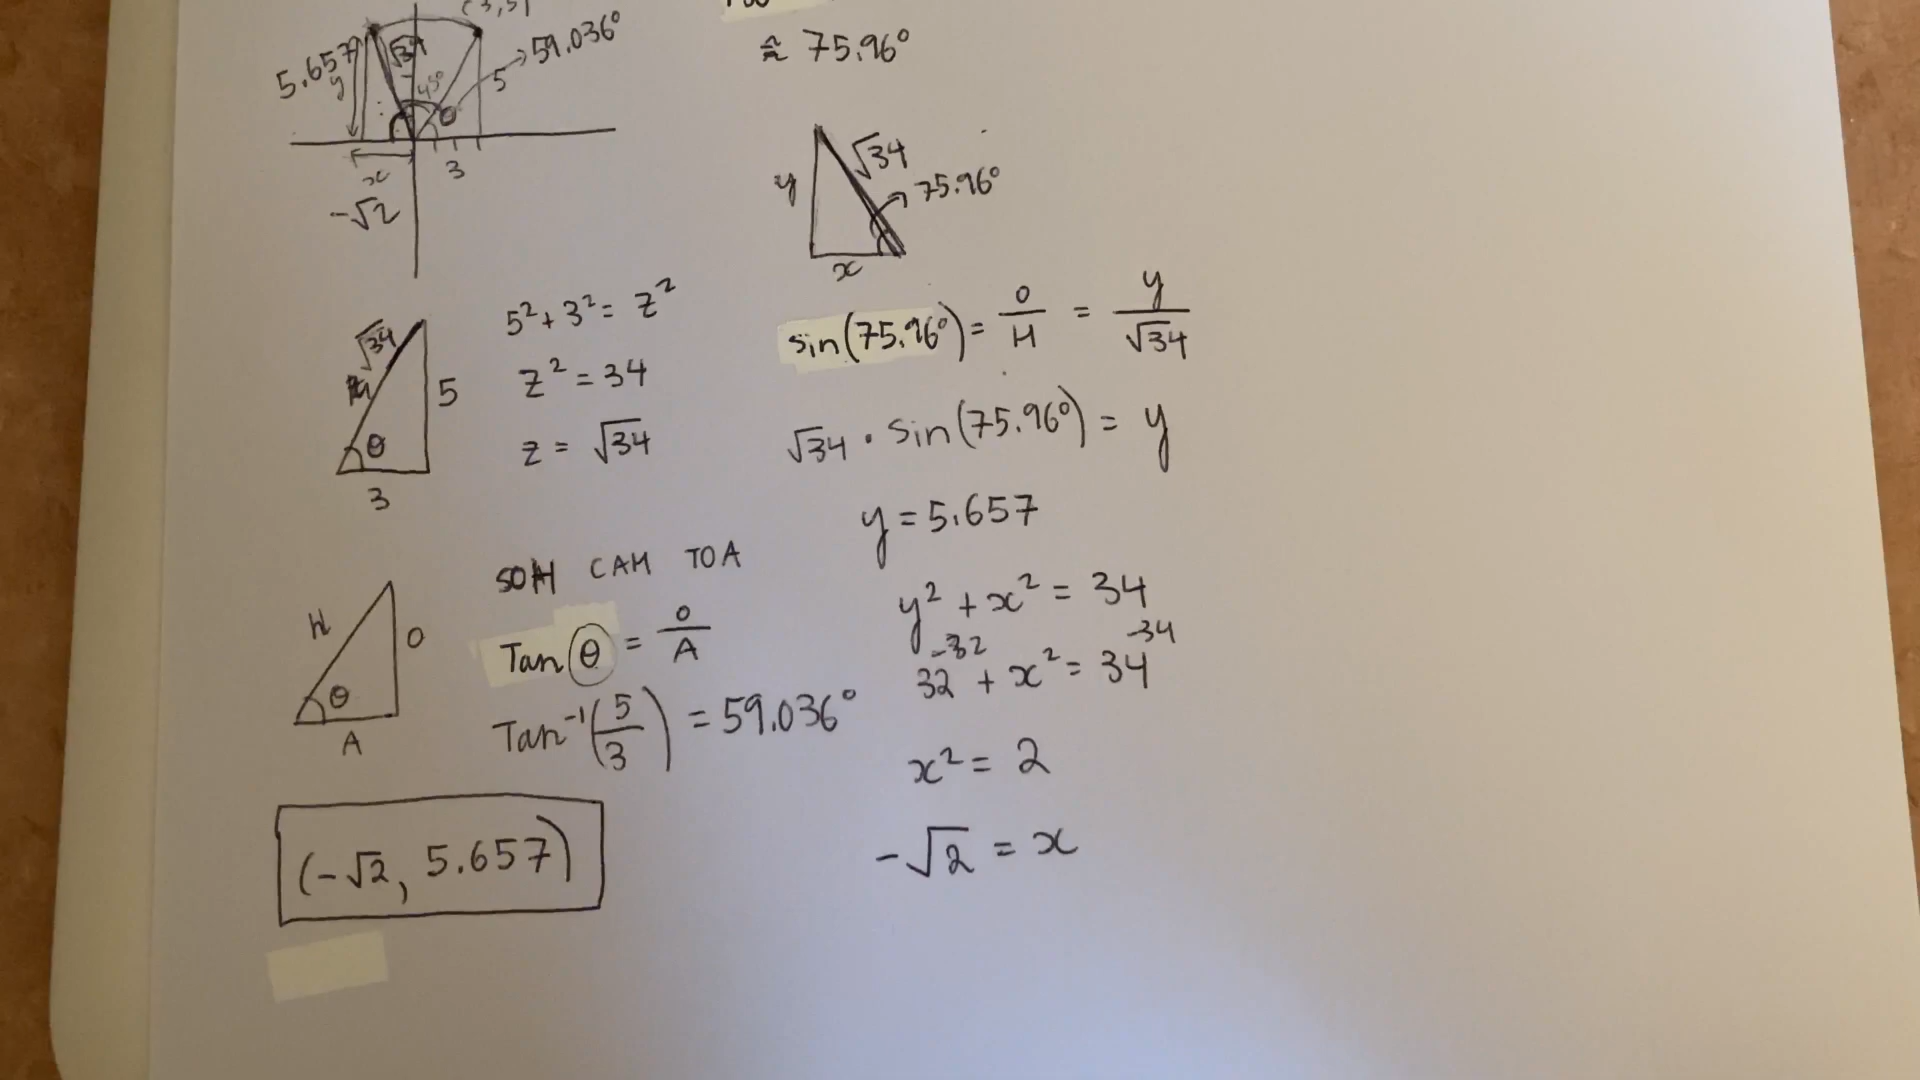 (3,5)
5.657
y
√34
45°
θ
59.036°
5
x
3
-√2
≈ 75.96°
y
√34
75.96°
x
√34
5
θ
3
5² + 3² = z²
z² = 34
z = √34
sin(75.96°) = O/H = y/√34
√34 · sin(75.96°) = y
y = 5.657
y² + x² = 34
-32 -34
32 + x² = 34
x² = 2
-√2 = x
H
O
θ
A
SOH CAH TOA
Tan θ = O/A
Tan⁻¹(5/3) = 59.036°
(-√2, 5.657)